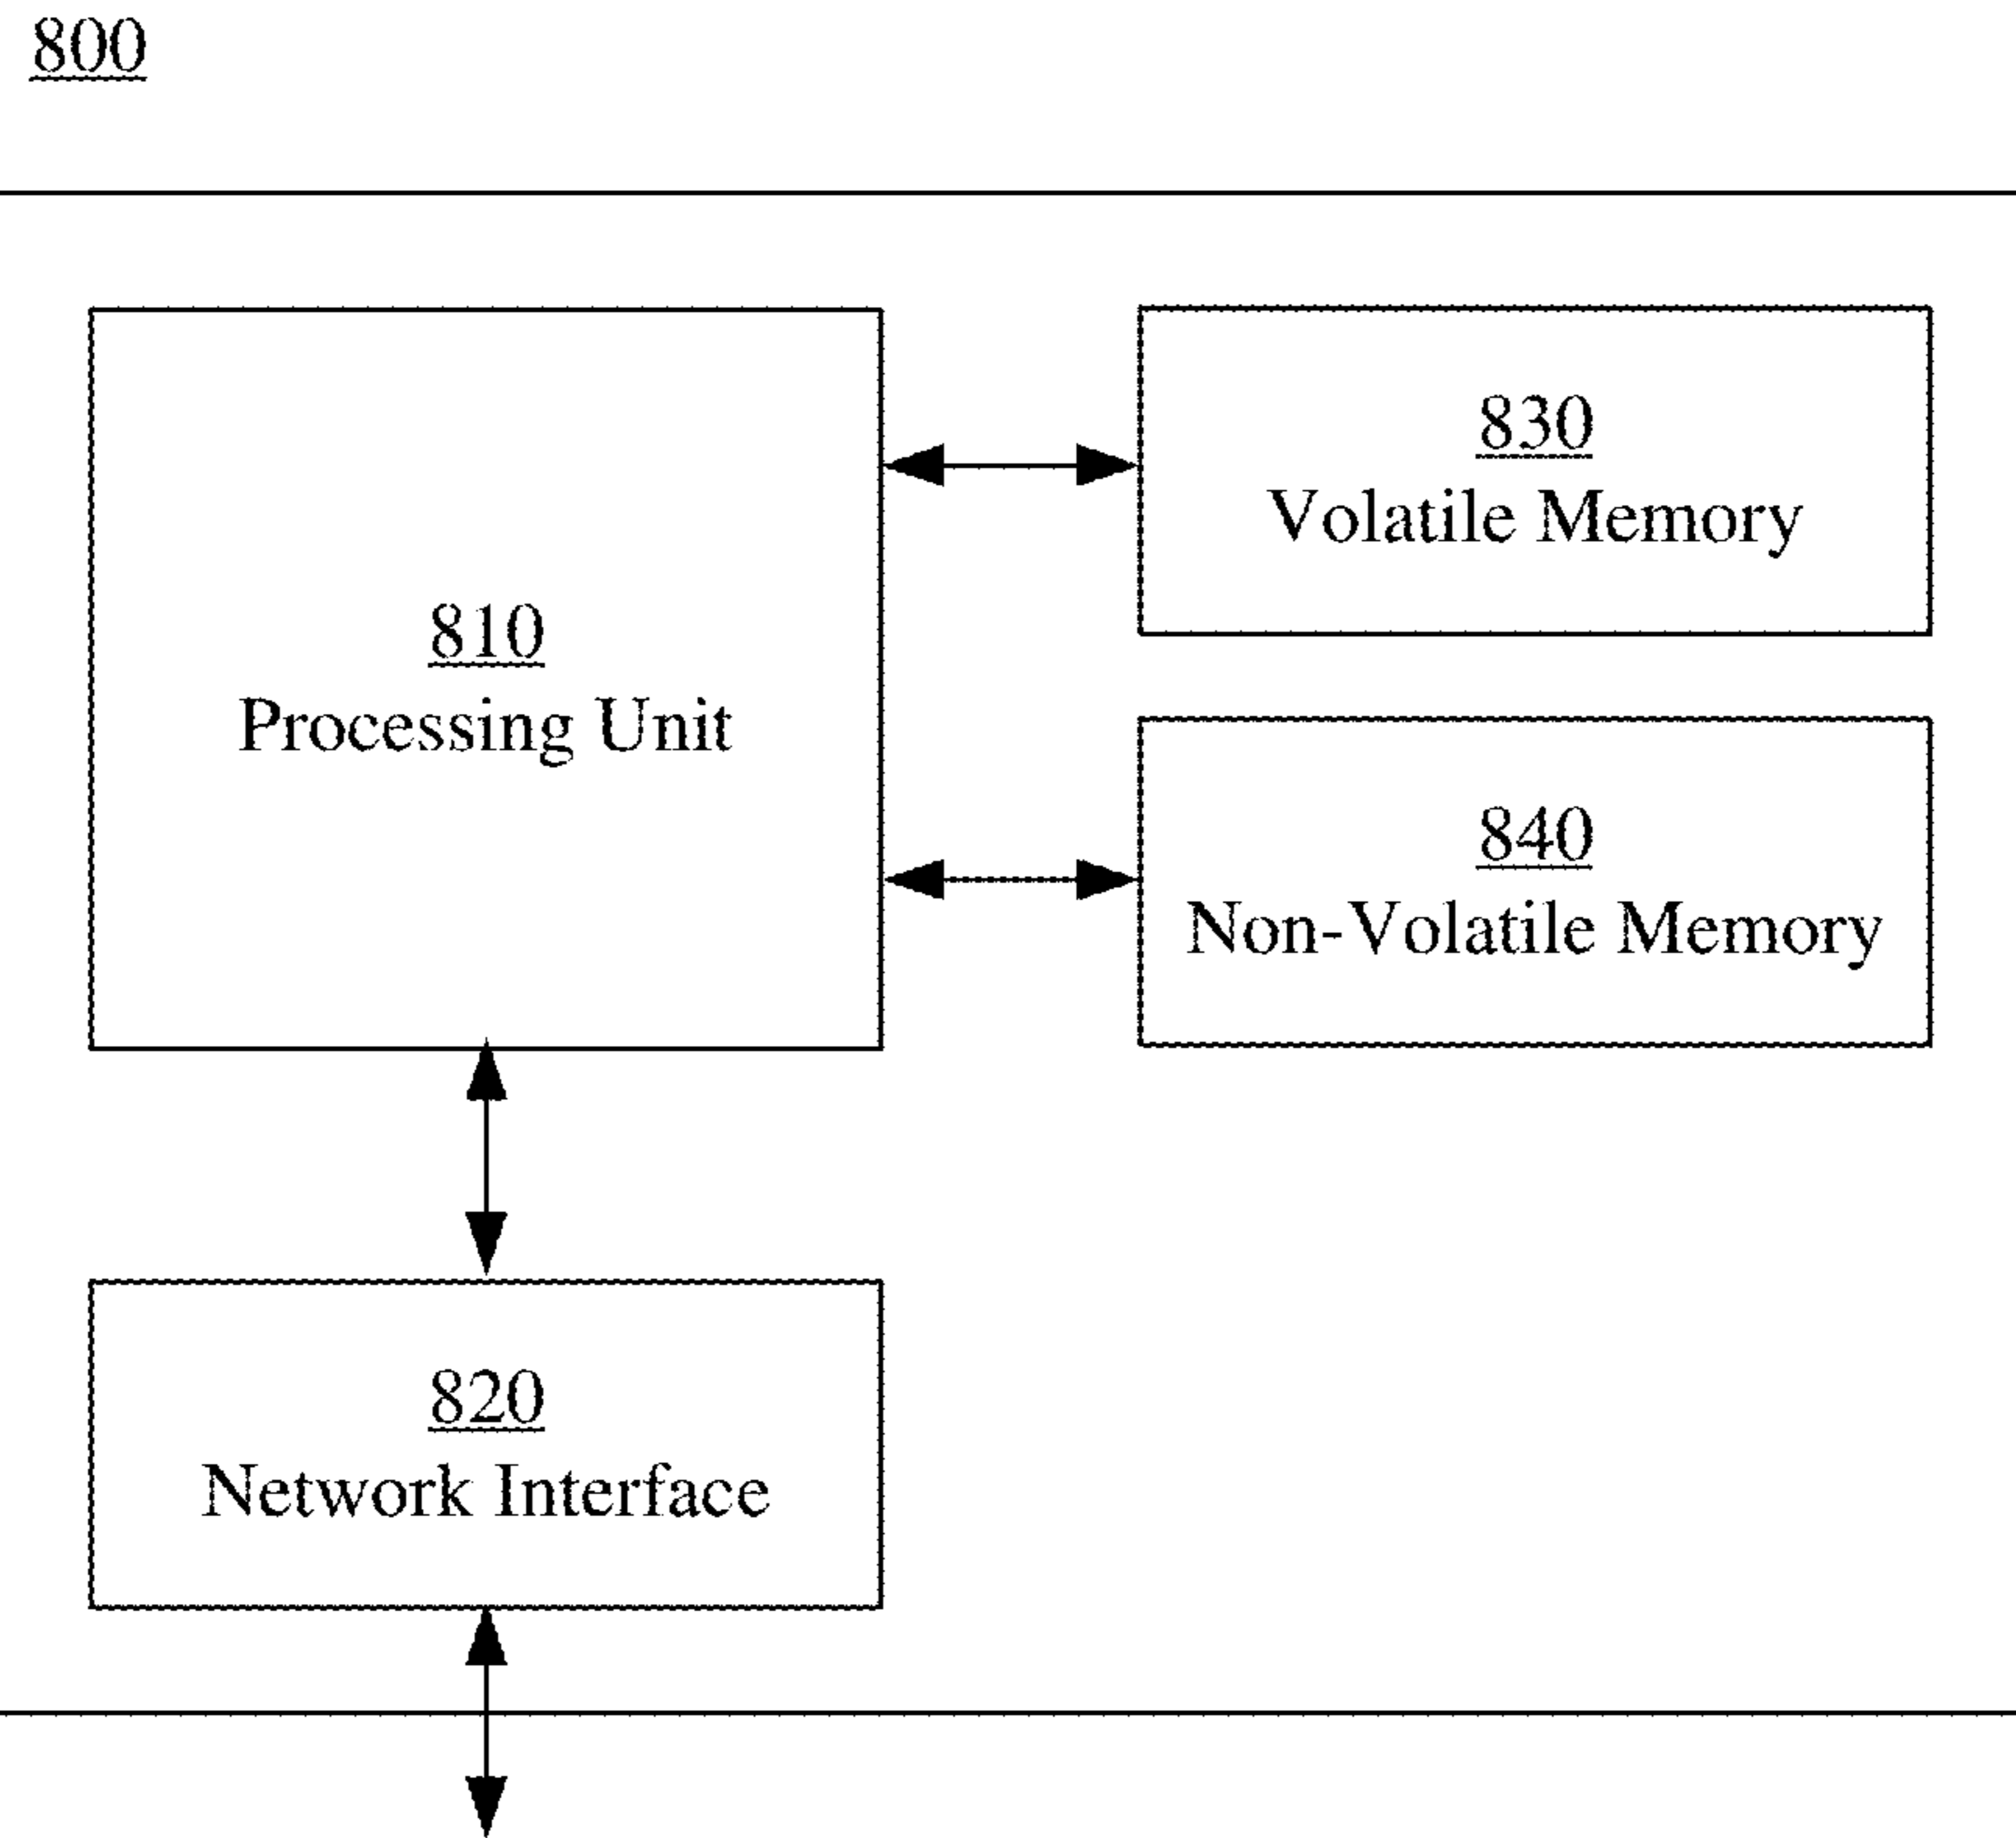 800
810
Processing Unit
830
Volatile Memory
840
Non-Volatile Memory
820
Network Interface